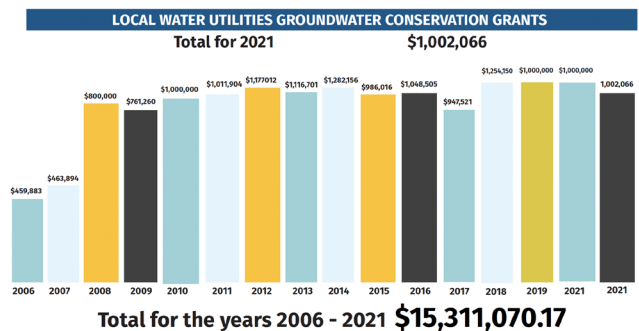 LOCAL WATER UTILITIES GROUNDWATER CONSERVATION GRANTS
Total for 2021 $1,002,066
$459,883 $463,894 $800,000 $761,260 $1,000,000 $1,011,904 $1,177012 $1,116,701 $1,282,156 $986,016 $1,048,505 $947,521 $1,254,150 $1,000,000 $1,000,000 1,002,066
2006 2007 2008 2009 2010 2011 2012 2013 2014 2015 2016 2017 2018 2019 2021 2021
Total for the years 2006 - 2021 $15,311,070.17